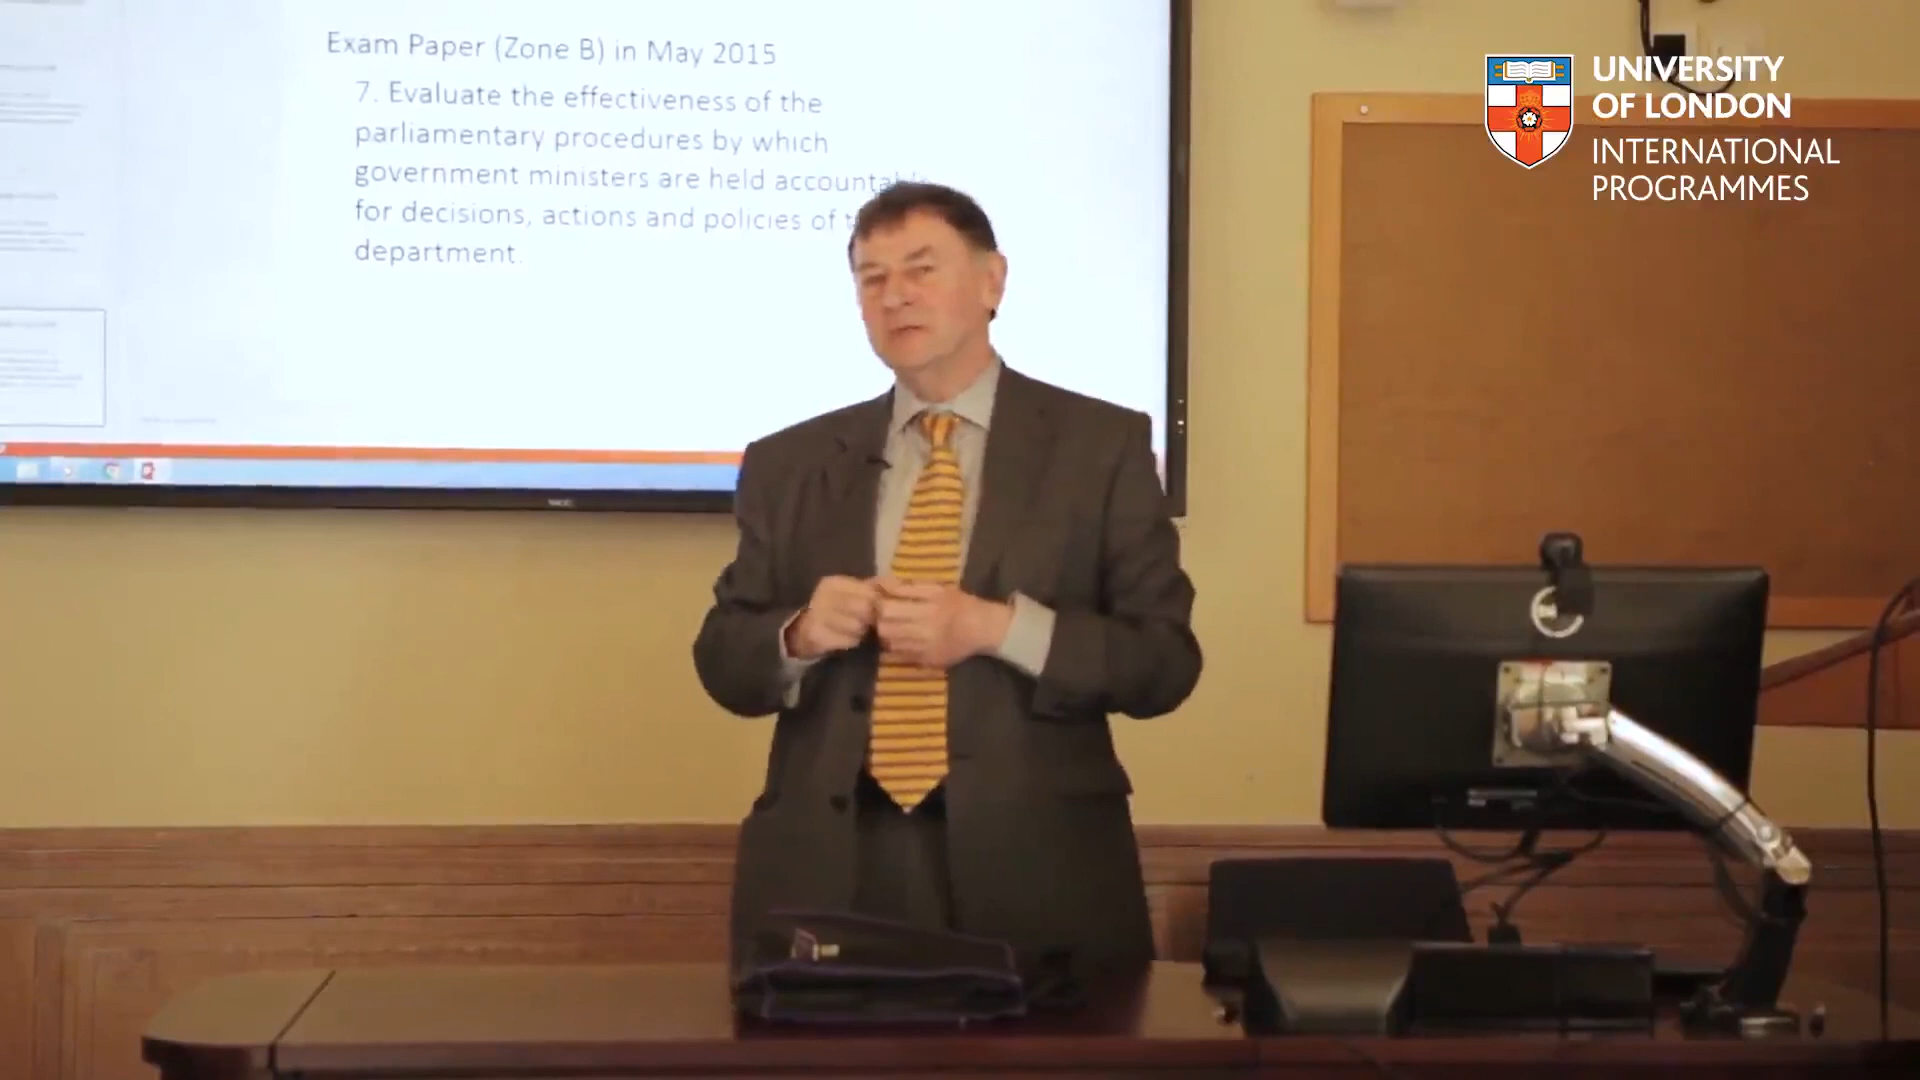 Exam Paper (Zone B) in May 2015
7. Evaluate the effectiveness of the
parliamentary procedures by which
government ministers are held
for decisions, actions and policies of
department.
UNIVERSITY
OF LONDON
INTERNATIONAL
PROGRAMMES
NEC